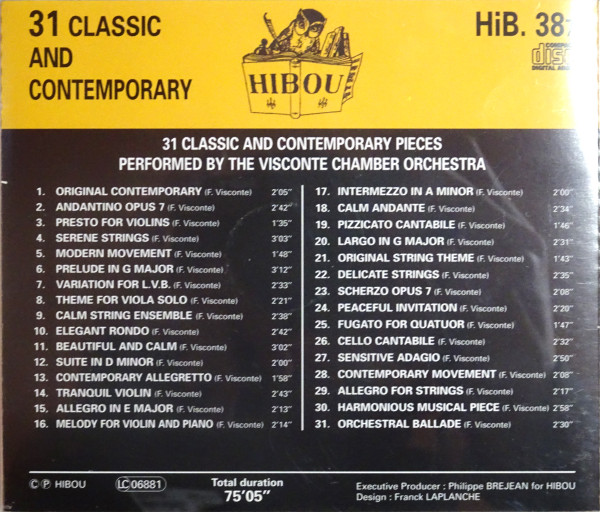 31 CLASSIC
AND
CONTEMPORARY
HIBOU
HiB. 38
COMPACT
disc
DIGITAL AUDIO
31 CLASSIC AND CONTEMPORARY PIECES
PERFORMED BY THE VISCONTE CHAMBER ORCHESTRA
1. ORIGINAL CONTEMPORARY (F. Visconte) 2'05"
2. ANDANTINO OPUS 7 (F. Visconte) 2'42"
3. PRESTO FOR VIOLINS (F. Visconte) 1'35"
4. SERENE STRINGS (F. Visconte) 3'03"
5. MODERN MOVEMENT (F. Visconte) 1'48"
6. PRELUDE IN G MAJOR (F. Visconte) 3'12"
7. VARIATION FOR L.V.B. (F. Visconte) 2'33"
8. THEME FOR VIOLA SOLO (F. Visconte) 2'21"
9. CALM STRING ENSEMBLE (F. Visconte) 2'38"
10. ELEGANT RONDO (F. Visconte) 2'42"
11. BEAUTIFUL AND CALM (F. Visconte) 3'02"
12. SUITE IN D MINOR (F. Visconte) 2'00"
13. CONTEMPORARY ALLEGRETTO (F. Visconte) 1'58"
14. TRANQUIL VIOLIN (F. Visconte) 2'43"
15. ALLEGRO IN E MAJOR (F. Visconte) 2'13"
16. MELODY FOR VIOLIN AND PIANO (F. Visconte) 2'14"
17. INTERMEZZO IN A MINOR (F. Visconte) 2'00"
18. CALM ANDANTE (F. Visconte) 2'34"
19. PIZZICATO CANTABILE (F. Visconte) 1'46"
20. LARGO IN G MAJOR (F. Visconte) 2'31"
21. ORIGINAL STRING THEME (F. Visconte) 1'43"
22. DELICATE STRINGS (F. Visconte) 2'35"
23. SCHERZO OPUS 7 (F. Visconte) 2'08"
24. PEACEFUL INVITATION (F. Visconte) 2'20"
25. FUGATO FOR QUATUOR (F. Visconte) 1'47"
26. CELLO CANTABILE (F. Visconte) 2'32"
27. SENSITIVE ADAGIO (F. Visconte) 2'50"
28. CONTEMPORARY MOVEMENT (F. Visconte) 2'08"
29. ALLEGRO FOR STRINGS (F. Visconte) 2'17"
30. HARMONIOUS MUSICAL PIECE (F. Visconte) 2'58"
31. ORCHESTRAL BALLADE (F. Visconte) 2'30"
© ℗ HIBOU
LC 06881
Total duration
75'05"
Executive Producer : Philippe BREJEAN for HIBOU
Design : Franck LAPLANCHE